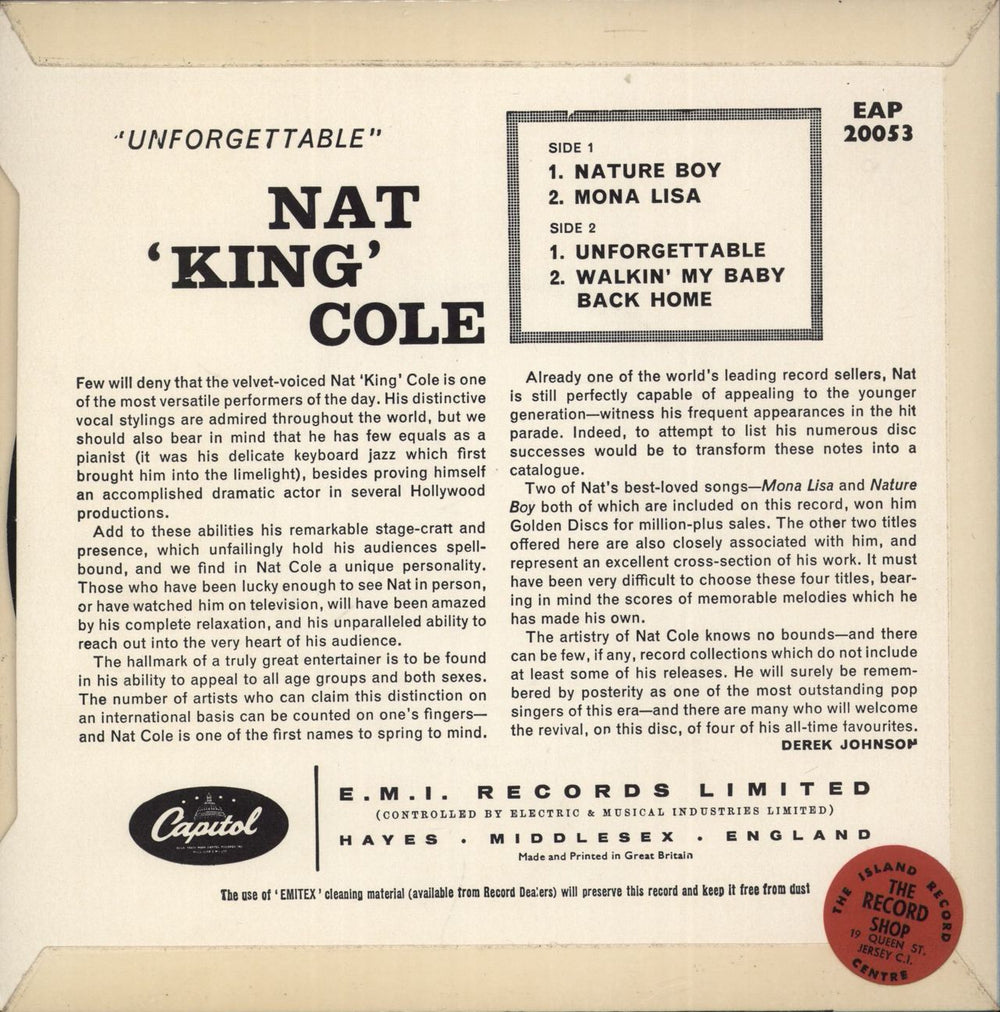 "UNFORGETTABLE"
NAT
‘KING’
COLE
EAP
20053
SIDE 1
1. NATURE BOY
2. MONA LISA
SIDE 2
1. UNFORGETTABLE
2. WALKIN’ MY BABY
BACK HOME
Few will deny that the velvet-voiced Nat ‘King’ Cole is one
of the most versatile performers of the day. His distinctive
vocal stylings are admired throughout the world, but we
should also bear in mind that he has few equals as a
pianist (it was his delicate keyboard jazz which first
brought him into the limelight), besides proving himself
an accomplished dramatic actor in several Hollywood
productions.
Add to these abilities his remarkable stage-craft and
presence, which unfailingly hold his audiences spell-
bound, and we find in Nat Cole a unique personality.
Those who have been lucky enough to see Nat in person,
or have watched him on television, will have been amazed
by his complete relaxation, and his unparalleled ability to
reach out into the very heart of his audience.
The hallmark of a truly great entertainer is to be found
in his ability to appeal to all age groups and both sexes.
The number of artists who can claim this distinction on
an international basis can be counted on one's fingers—
and Nat Cole is one of the first names to spring to mind.
Already one of the world's leading record sellers, Nat
is still perfectly capable of appealing to the younger
generation—witness his frequent appearances in the hit
parade. Indeed, to attempt to list his numerous disc
successes would be to transform these notes into a
catalogue.
Two of Nat's best-loved songs—Mona Lisa and Nature
Boy both of which are included on this record, won him
Golden Discs for million-plus sales. The other two titles
offered here are also closely associated with him, and
represent an excellent cross-section of his work. It must
have been very difficult to choose these four titles, bear-
ing in mind the scores of memorable melodies which he
has made his own.
The artistry of Nat Cole knows no bounds—and there
can be few, if any, record collections which do not include
at least some of his releases. He will surely be remem-
bered by posterity as one of the most outstanding pop
singers of this era—and there are many who will welcome
the revival, on this disc, of four of his all-time favourites.
DEREK JOHNSON
Capitol
E.M.I. RECORDS LIMITED
(CONTROLLED BY ELECTRIC & MUSICAL INDUSTRIES LIMITED)
HAYES . MIDDLESEX . ENGLAND
Made and Printed in Great Britain
The use of ‘EMITEX’ cleaning material (available from Record Dealers) will preserve this record and keep it free from dust
THE ISLAND RECORD
THE
RECORD
SHOP
19 QUEEN ST.
JERSEY C.I.
CENTRE